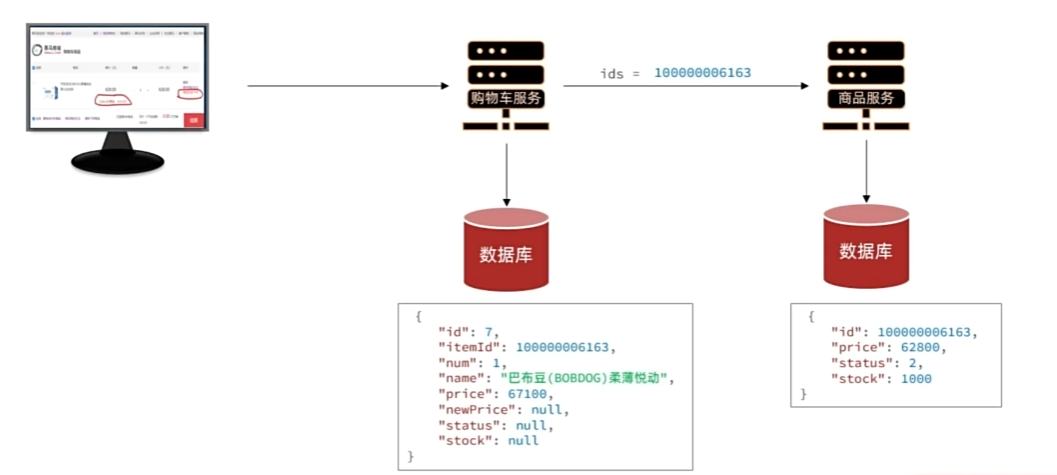 购物车服务
ids = 100000006163
商品服务
数据库
数据库
{
"id": 7,
"itemId": 100000006163,
"num": 1,
"name": "巴布豆(BOBDOG)柔薄悦动",
"price": 67100,
"newPrice": null,
"status": null,
"stock": null
}
{
"id": 100000006163,
"price": 62800,
"status": 2,
"stock": 1000
}